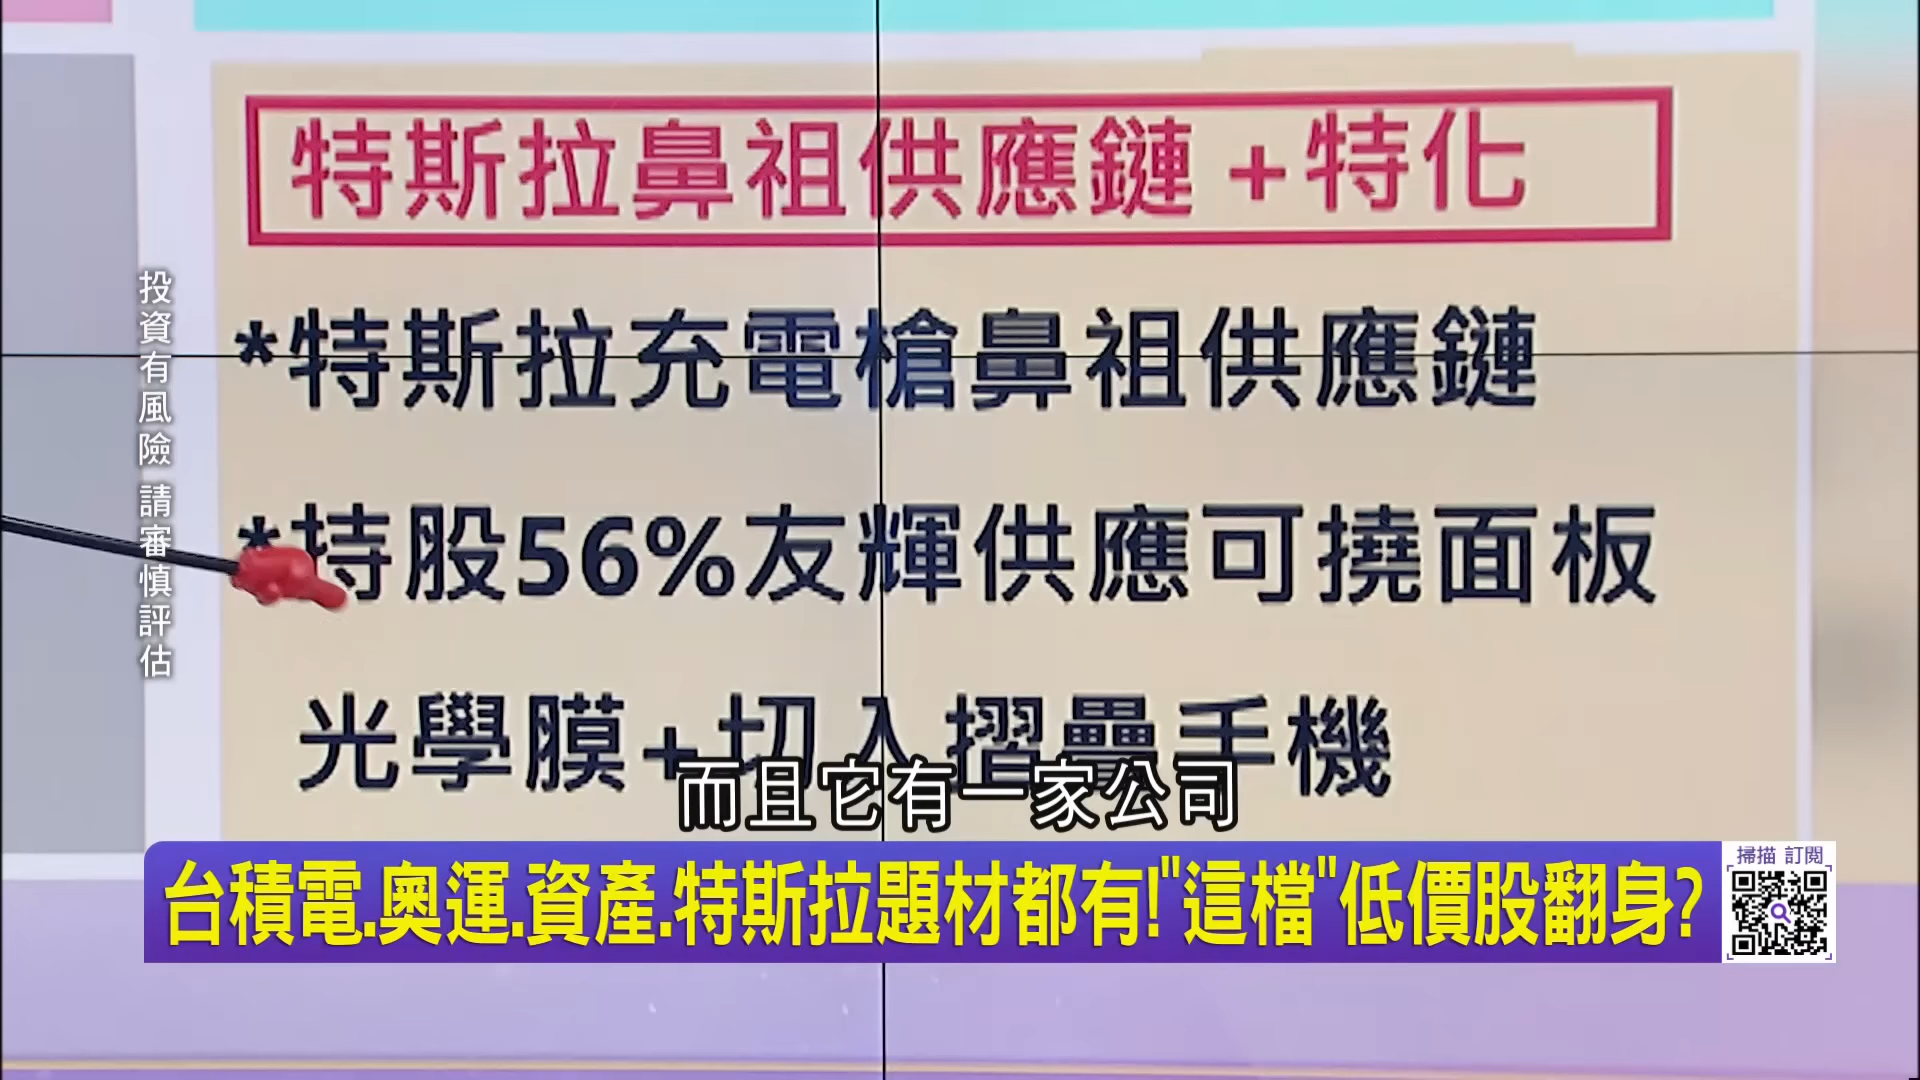 特斯拉鼻祖供應鏈+特化
*特斯拉充電槍鼻祖供應鏈
*持股56%友輝供應可撓面板
光學膜+切入摺疊手機
投資有風險 請審慎評估
而且它有一家公司
台積電.奧運.資產.特斯拉題材都有!"這檔"低價股翻身?
掃描 訂閱